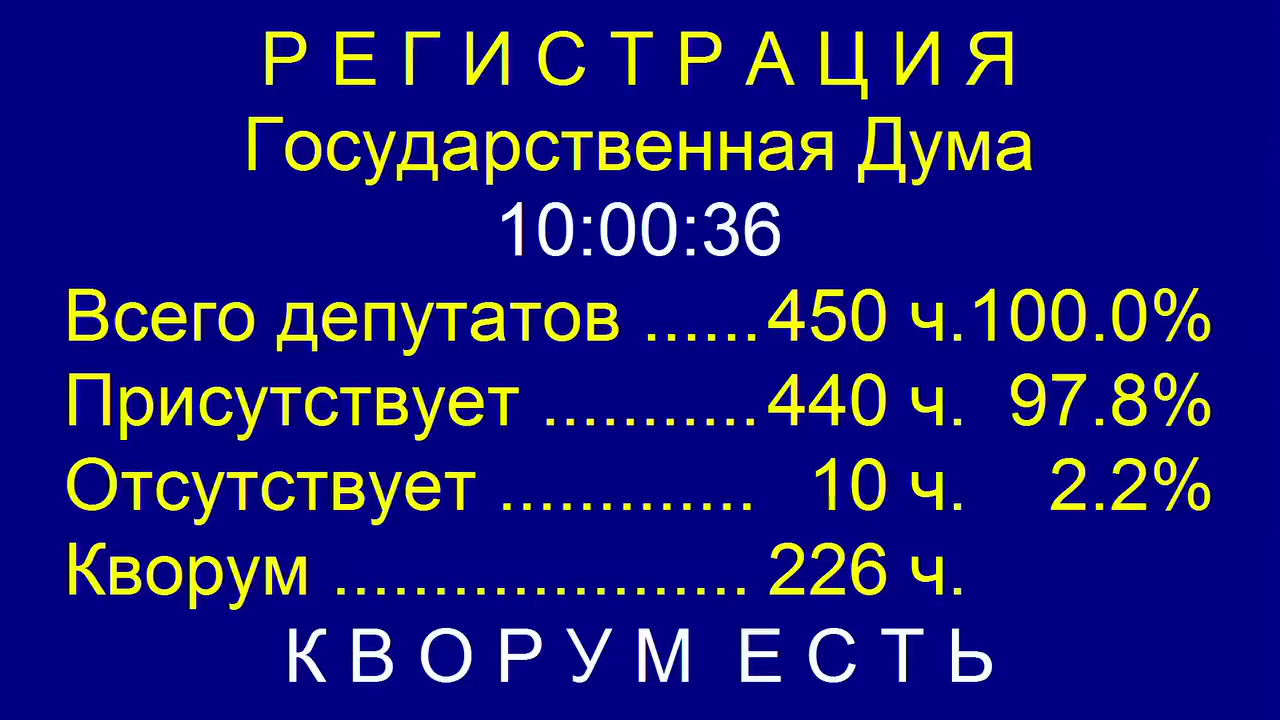 Р Е Г И С Т Р А Ц И Я
Государственная Дума
10:00:36
Всего депутатов ......450 ч.100.0%
Присутствует ...........440 ч. 97.8%
Отсутствует ............. 10 ч. 2.2%
Кворум ..................... 226 ч.
К В О Р У М Е С Т Ь